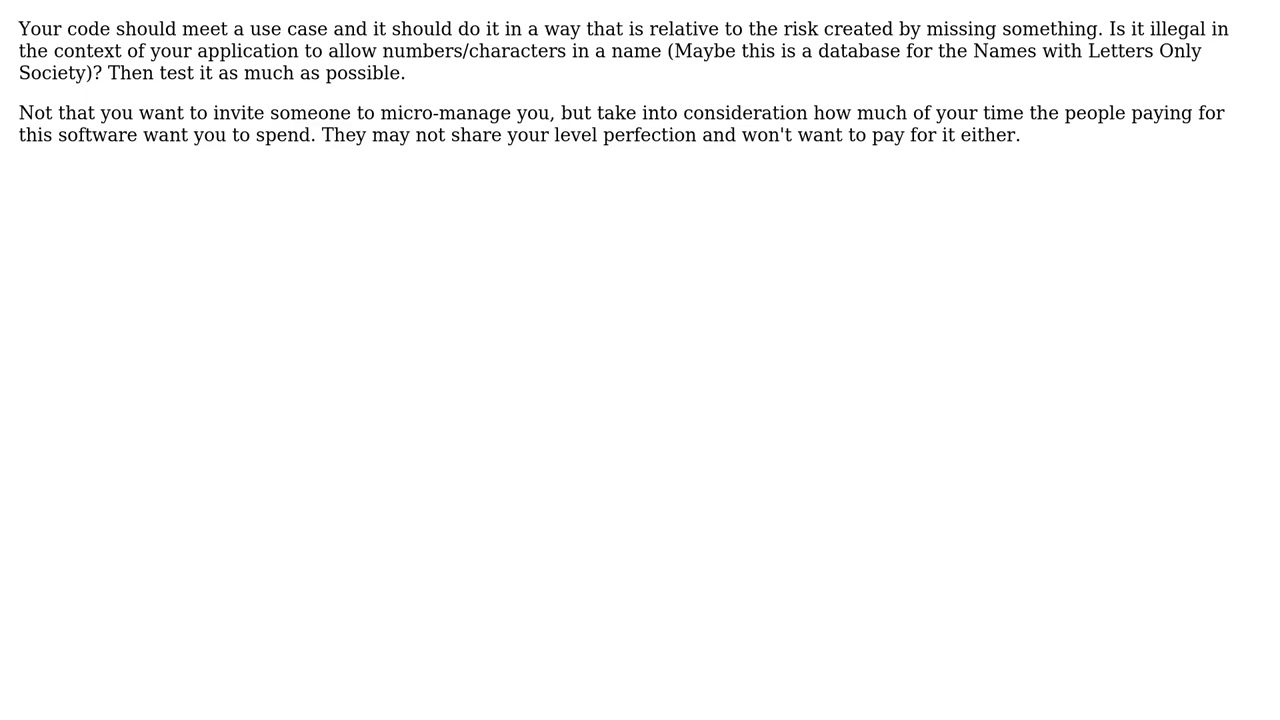 Your code should meet a use case and it should do it in a way that is relative to the risk created by missing something. Is it illegal in
the context of your application to allow numbers/characters in a name (Maybe this is a database for the Names with Letters Only
Society)? Then test it as much as possible.
Not that you want to invite someone to micro-manage you, but take into consideration how much of your time the people paying for
this software want you to spend. They may not share your level perfection and won't want to pay for it either.